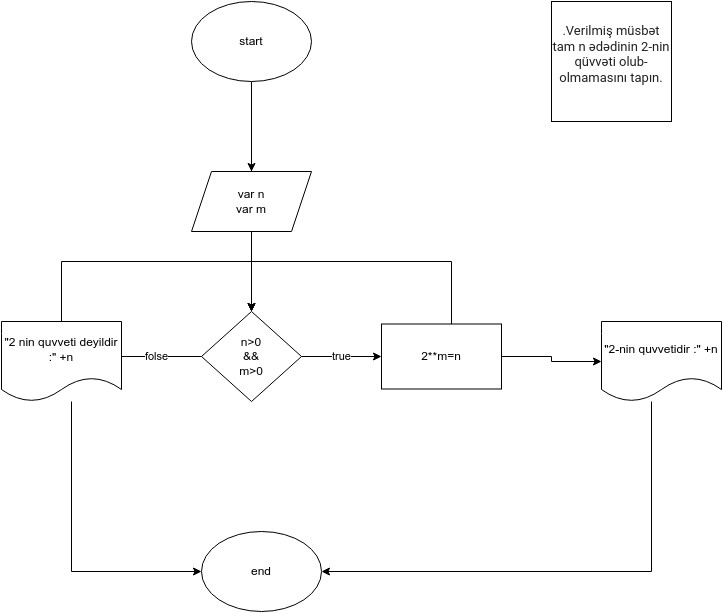 start
.Verilmiş müsbət
tam n ədədinin 2-nin
qüvvəti olub-
olmamasını tapın.
var n
var m
"2 nin quvveti deyildir
:" +n
folse
n>0
&&
m>0
true
2**m=n
"2-nin quvvetidir :" +n
end